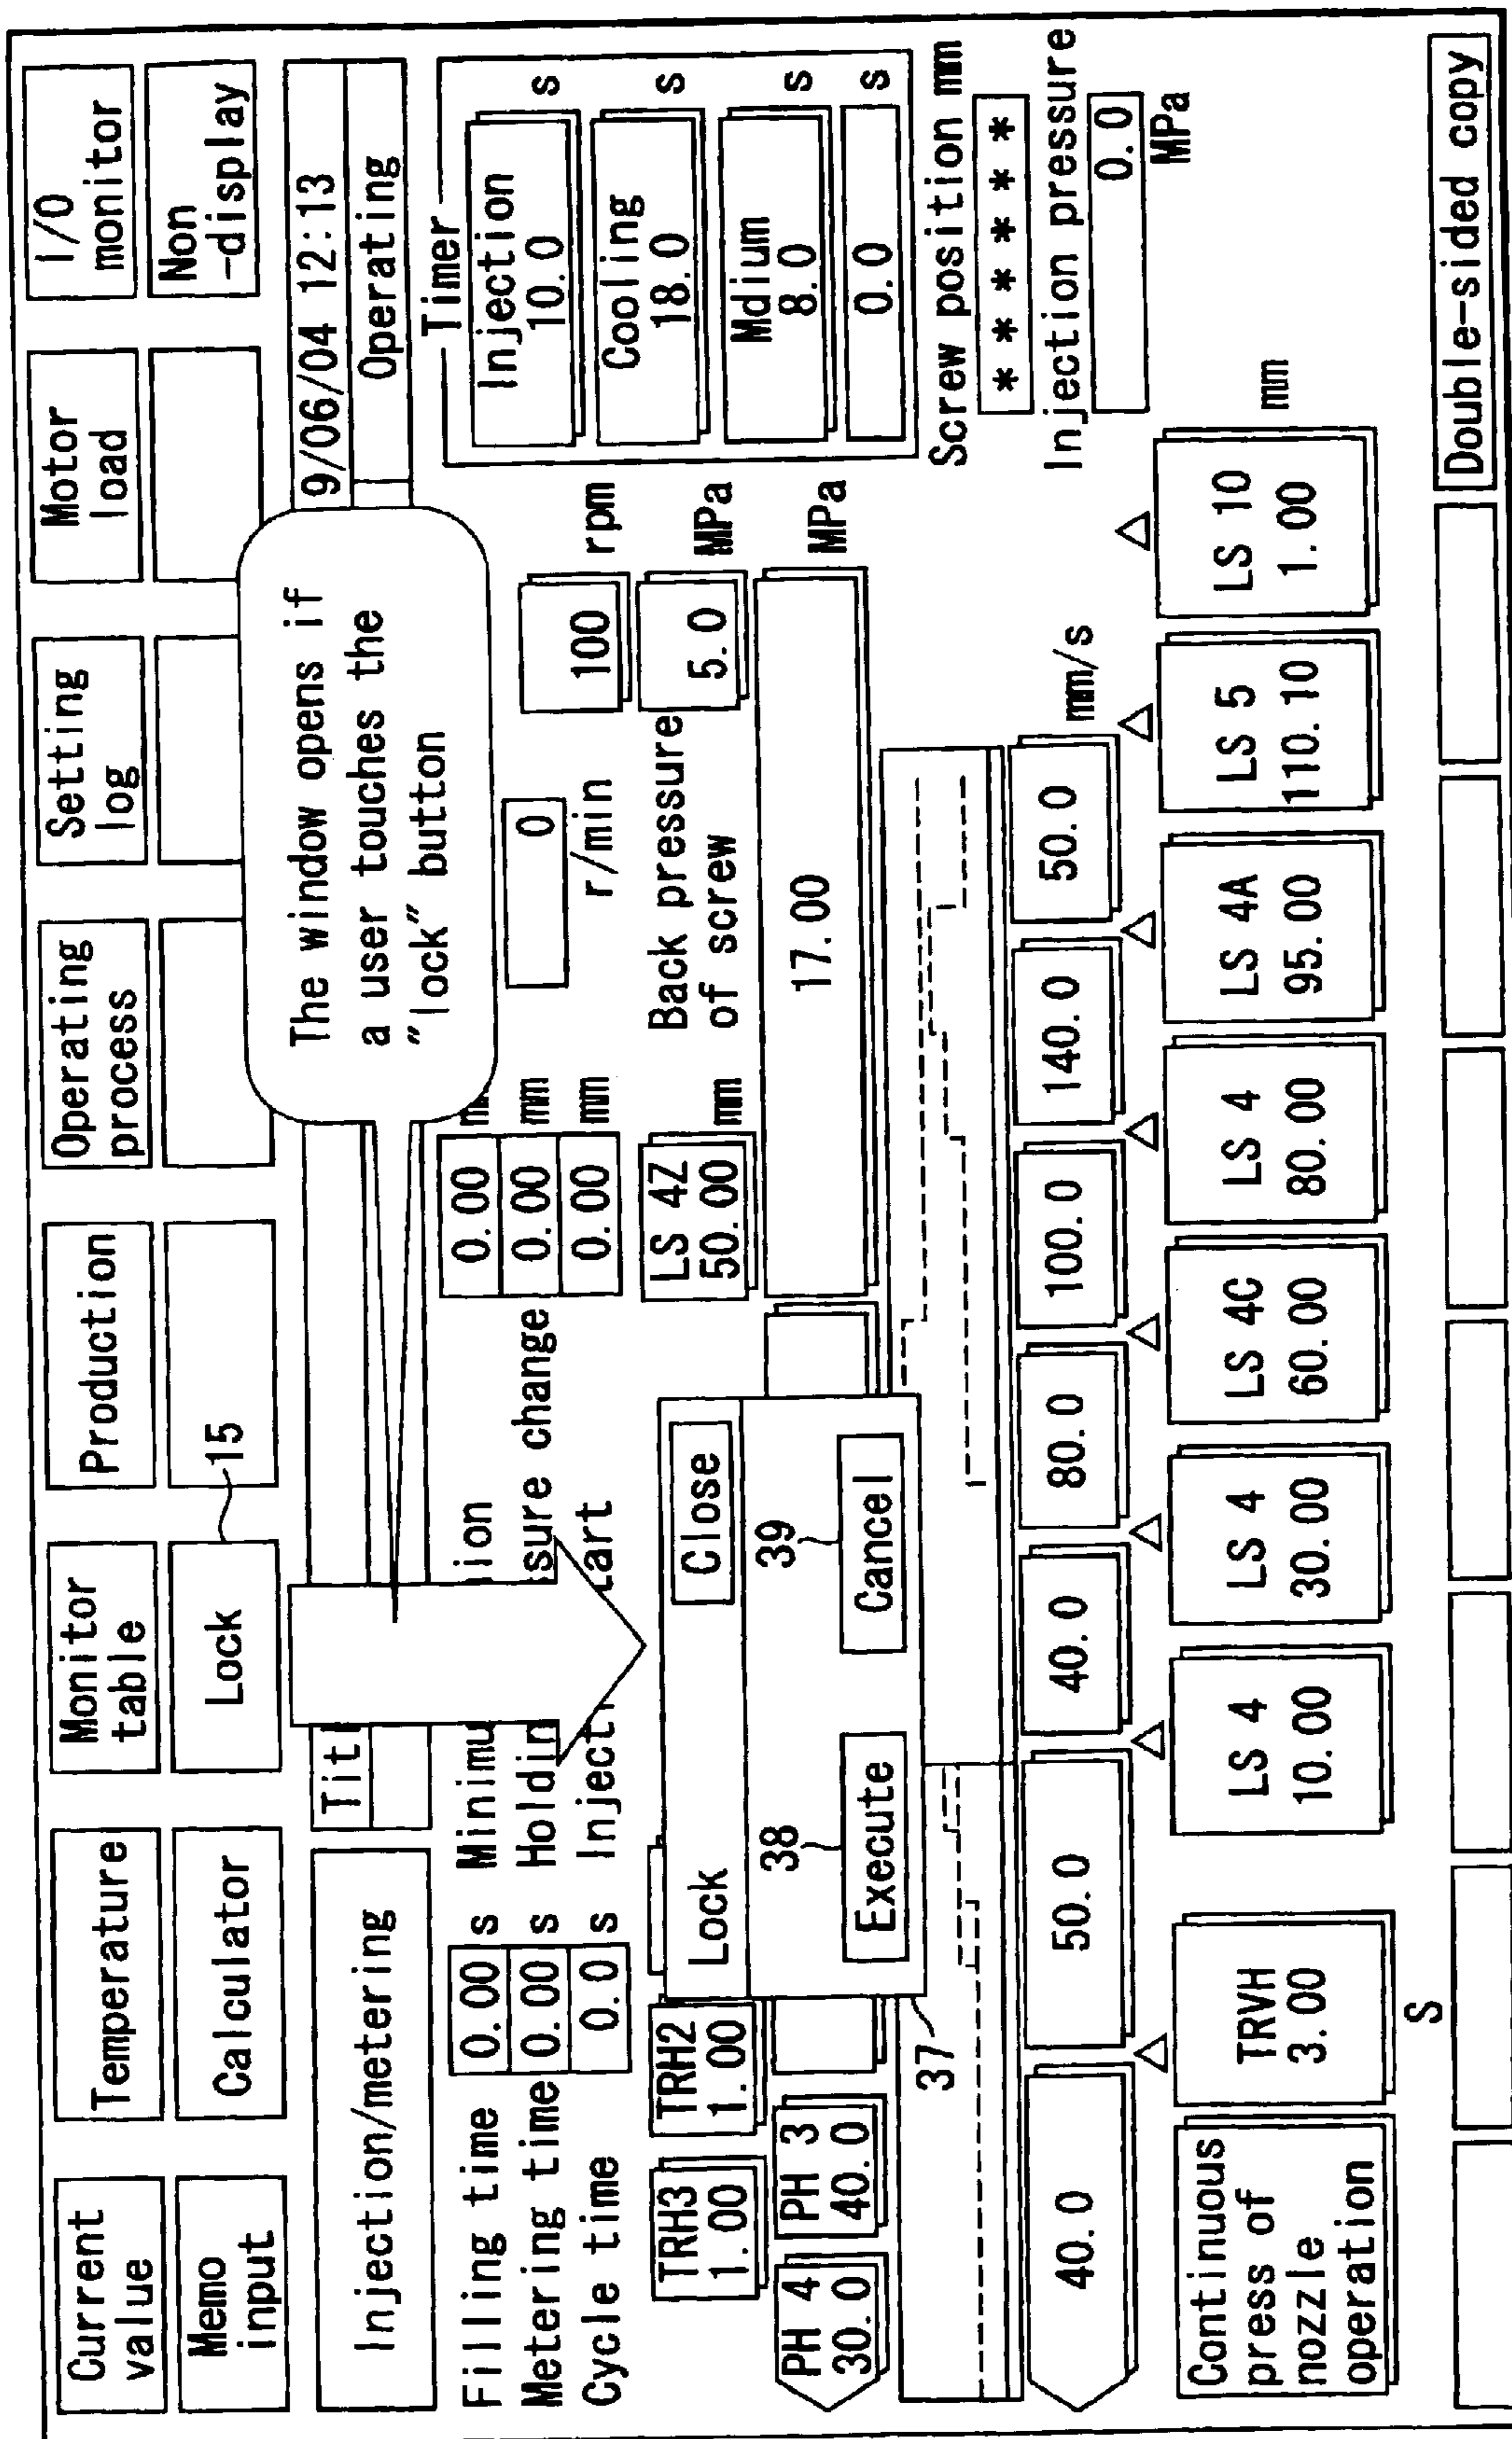 Current
value
Temperature
Monitor
table
Production
Operating
process
Setting
log
Motor
load
I/O
monitor
Memo
input
Calculator
Lock
15
Non
-display
Injection/metering
Tit
9/06/04 12:13
Operating
The window opens if
a user touches the
"lock" button
Filling time 0.00 s
Metering time 0.00 s
Cycle time 0.0 s
Minimu
Holdin
Inject
ion
sure change
tart
0.00
0.00 mm
0.00 mm
0
r/min
100 rpm
Timer
Injection
10.0 s
Cooling
18.0 s
Mdium
8.0 s
0.0 s
TRH3
1.00
TRH2
1.00
LS 4Z
50.00 mm
Back pressure
of screw
5.0 MPa
PH 4
30.0
PH 3
40.0
17.00 MPa
Lock Close
38
39
Execute Cancel
37
Screw position mm
* * * * * *
Injection pressure
0.0
MPa
40.0 50.0 40.0 80.0 100.0 140.0 50.0 mm/s
Continuous
press of
nozzle
operation
TRVH
3.00
S
LS 4
10.00
LS 4
30.00
LS 4C
60.00
LS 4
80.00
LS 4A
95.00
LS 5
110.10
LS 10
1.00
mm
Double-sided copy